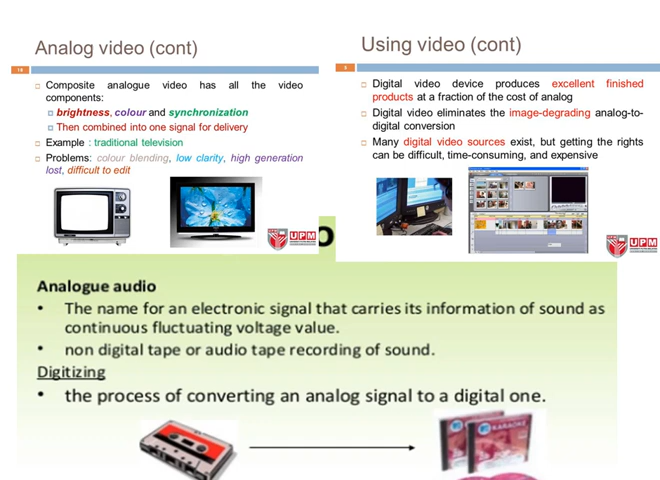 Analog video (cont)
18
Composite analogue video has all the video
components:
brightness, colour and synchronization
Then combined into one signal for delivery
Example : traditional television
Problems: colour blending, low clarity, high generation
lost, difficult to edit
UPM
Using video (cont)
Digital video device produces excellent finished
products at a fraction of the cost of analog
Digital video eliminates the image-degrading analog-to-
digital conversion
Many digital video sources exist, but getting the rights
can be difficult, time-consuming, and expensive
UPM
o
Analogue audio
• The name for an electronic signal that carries its information of sound as
continuous fluctuating voltage value.
• non digital tape or audio tape recording of sound.
Digitizing
• the process of converting an analog signal to a digital one.
KARAOKE